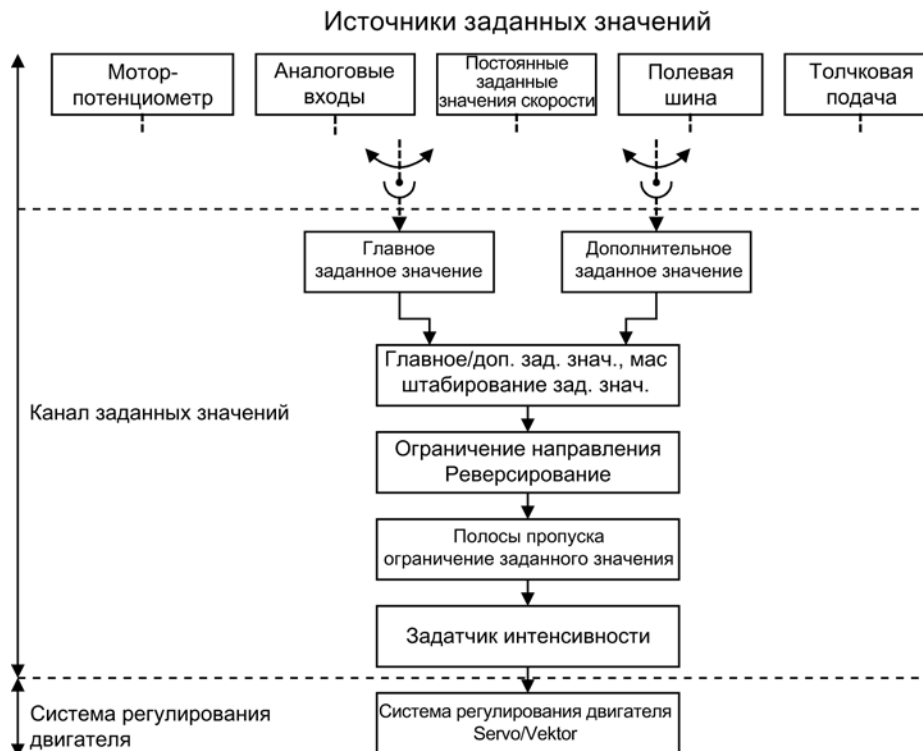 Источники заданных значений
Мотор-
потенциометр
Аналоговые
входы
Постоянные
заданные
значения скорости
Полевая
шина
Толчковая
подача
Главное
заданное значение
Дополнительное
заданное значение
Главное/доп. зад. знач., мас
штабирование зад. знач.
Канал заданных значений
Ограничение направления
Реверсирование
Полосы пропуска
ограничение заданного значения
Задатчик интенсивности
Система регулирования
двигателя
Система регулирования двигателя
Servo/Vektor